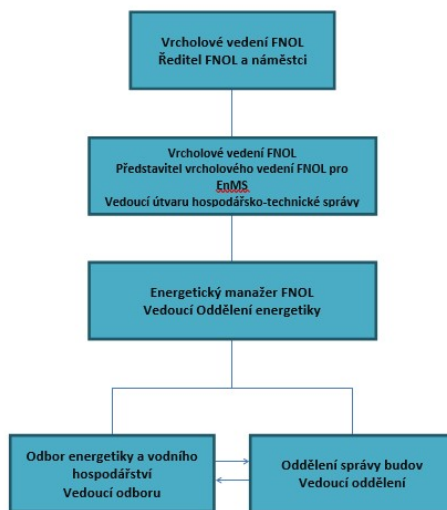 Vrcholové vedení FNOL
Ředitel FNOL a náměstci
Vrcholové vedení FNOL
Představitel vrcholového vedení FNOL pro
EnMS
Vedoucí útvaru hospodářsko-technické správy
Energetický manažer FNOL
Vedoucí Oddělení energetiky
Odbor energetiky a vodního
hospodářství
Vedoucí odboru
Oddělení správy budov
Vedoucí oddělení